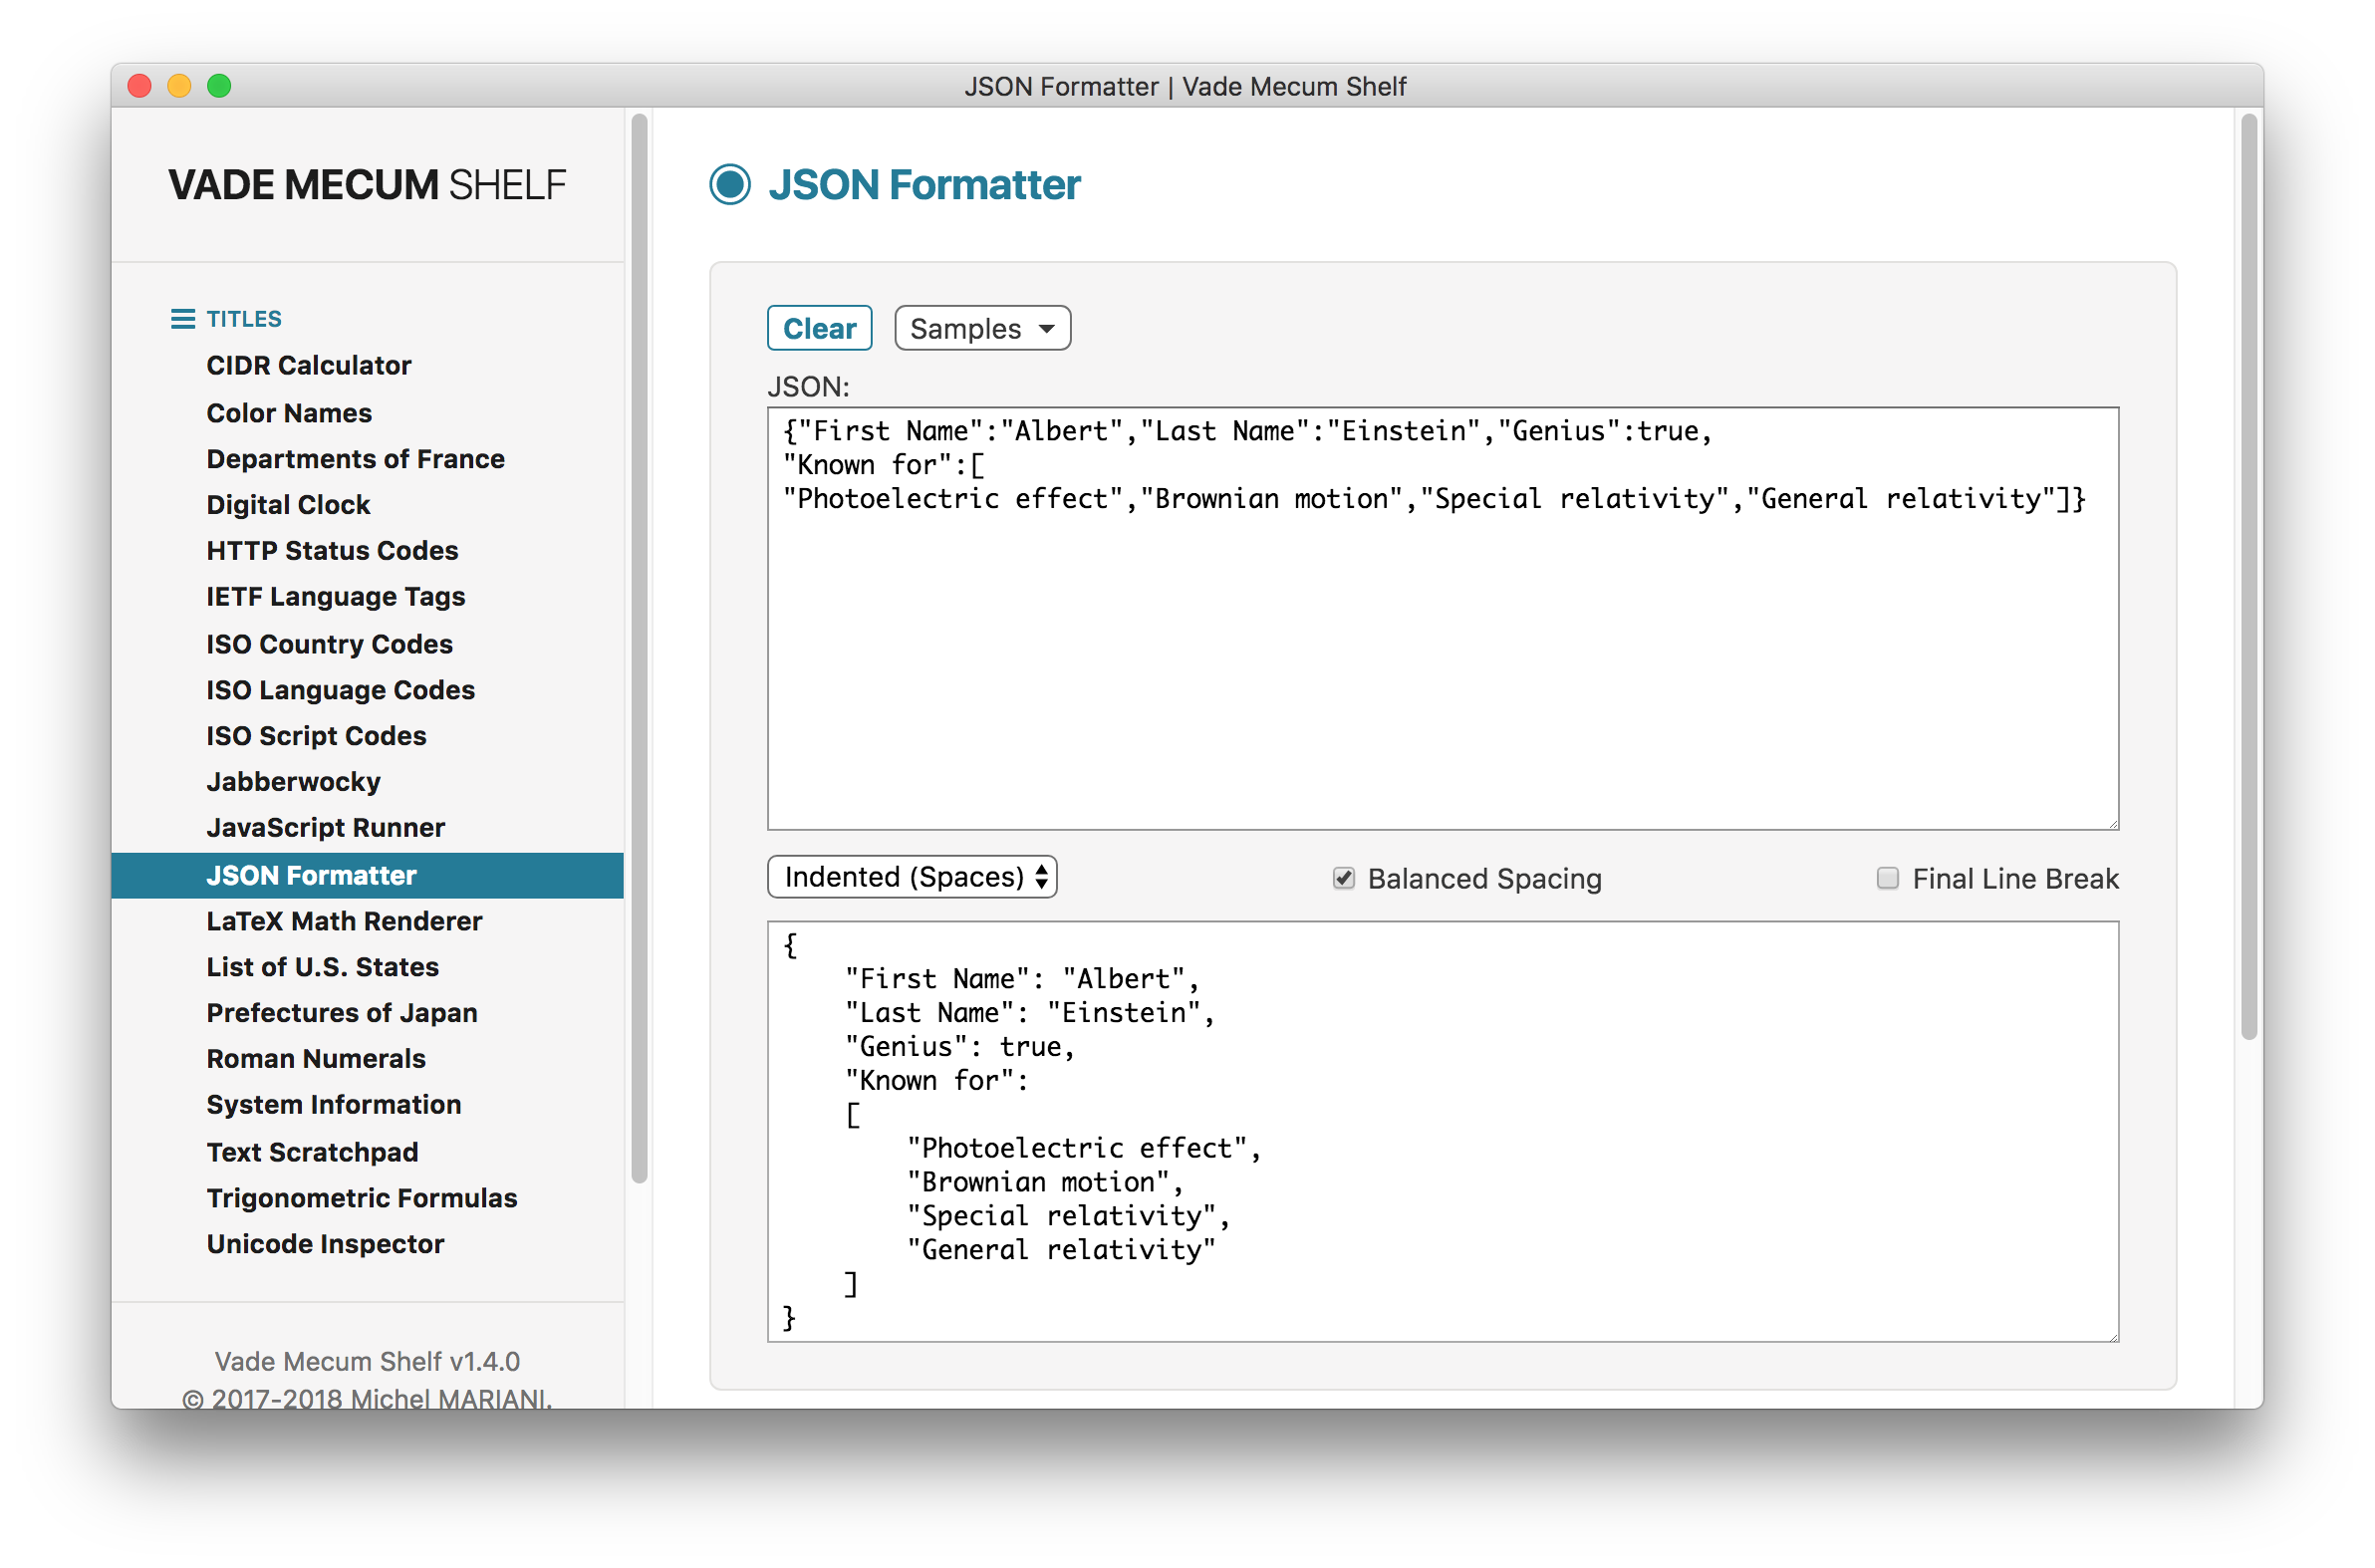 JSON Formatter | Vade Mecum Shelf
VADE MECUM SHELF
TITLES
CIDR Calculator
Color Names
Departments of France
Digital Clock
HTTP Status Codes
IETF Language Tags
ISO Country Codes
ISO Language Codes
ISO Script Codes
Jabberwocky
JavaScript Runner
JSON Formatter
LaTeX Math Renderer
List of U.S. States
Prefectures of Japan
Roman Numerals
System Information
Text Scratchpad
Trigonometric Formulas
Unicode Inspector
Vade Mecum Shelf v1.4.0
© 2017-2018 Michel MARIANI.
JSON Formatter
Clear Samples
JSON:
{"First Name":"Albert","Last Name":"Einstein","Genius":true,
"Known for":[
"Photoelectric effect","Brownian motion","Special relativity","General relativity"]}
Indented (Spaces) Balanced Spacing Final Line Break
{
    "First Name": "Albert",
    "Last Name": "Einstein",
    "Genius": true,
    "Known for":
    [
        "Photoelectric effect",
        "Brownian motion",
        "Special relativity",
        "General relativity"
    ]
}